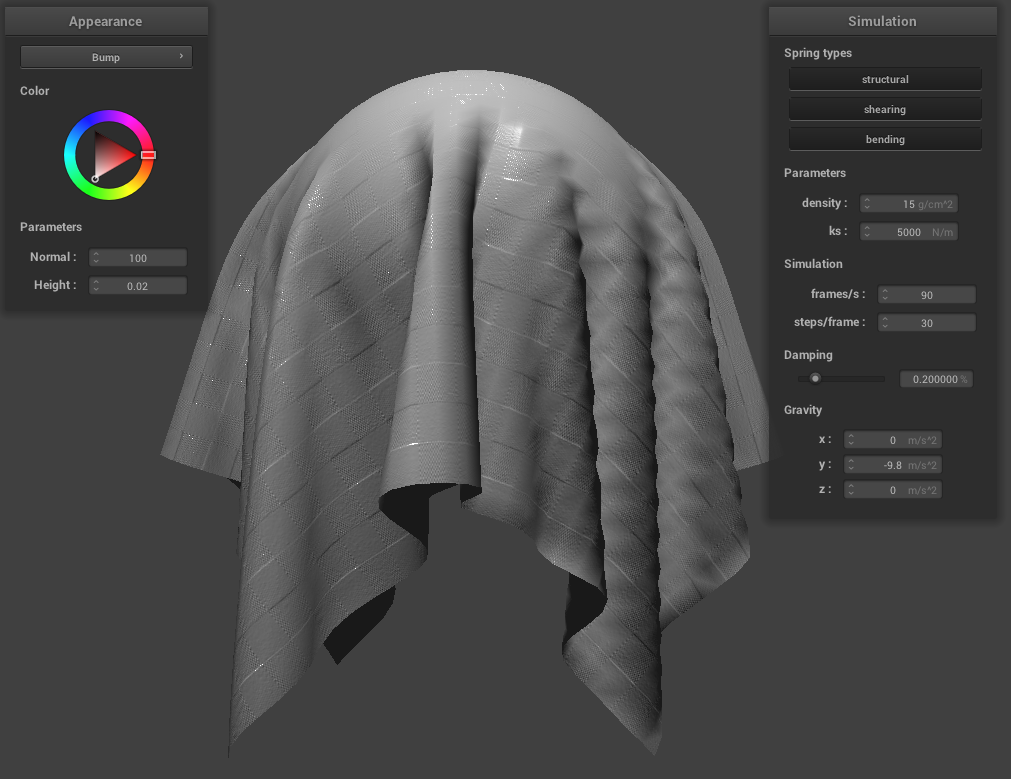 Appearance
Bump
Color
Parameters
Normal : 100
Height : 0.02
Simulation
Spring types
structural
shearing
bending
Parameters
density : 15 g/cm^2
ks : 5000 N/m
Simulation
frames/s : 90
steps/frame : 30
Damping
0.200000 %
Gravity
x : 0 m/s^2
y : -9.8 m/s^2
z : 0 m/s^2